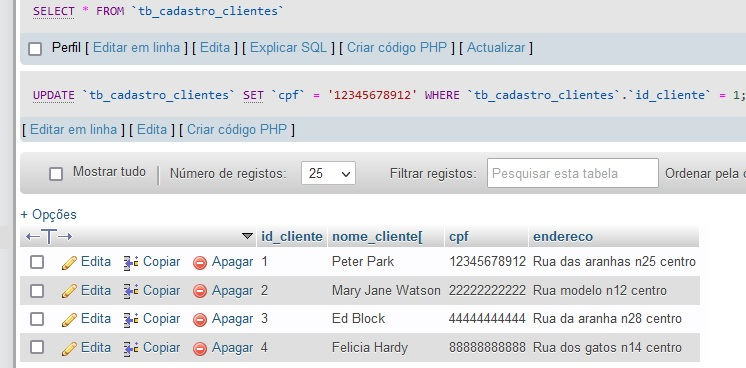 SELECT * FROM `tb_cadastro_clientes`
Perfil [ Editar em linha ] [ Edita ] [ Explicar SQL ] [ Criar código PHP ] [ Actualizar ]
UPDATE `tb_cadastro_clientes` SET `cpf` = '12345678912' WHERE `tb_cadastro_clientes`.`id_cliente` = 1;
[ Editar em linha ] [ Edita ] [ Criar código PHP ]
Mostrar tudo Número de registos: 25 Filtrar registos: Pesquisar esta tabela Ordenar pela
+ Opções
←T→ id_cliente nome_cliente[ cpf endereco
Edita Copiar Apagar 1 Peter Park 12345678912 Rua das aranhas n25 centro
Edita Copiar Apagar 2 Mary Jane Watson 22222222222 Rua modelo n12 centro
Edita Copiar Apagar 3 Ed Block 44444444444 Rua da aranha n28 centro
Edita Copiar Apagar 4 Felicia Hardy 88888888888 Rua dos gatos n14 centro